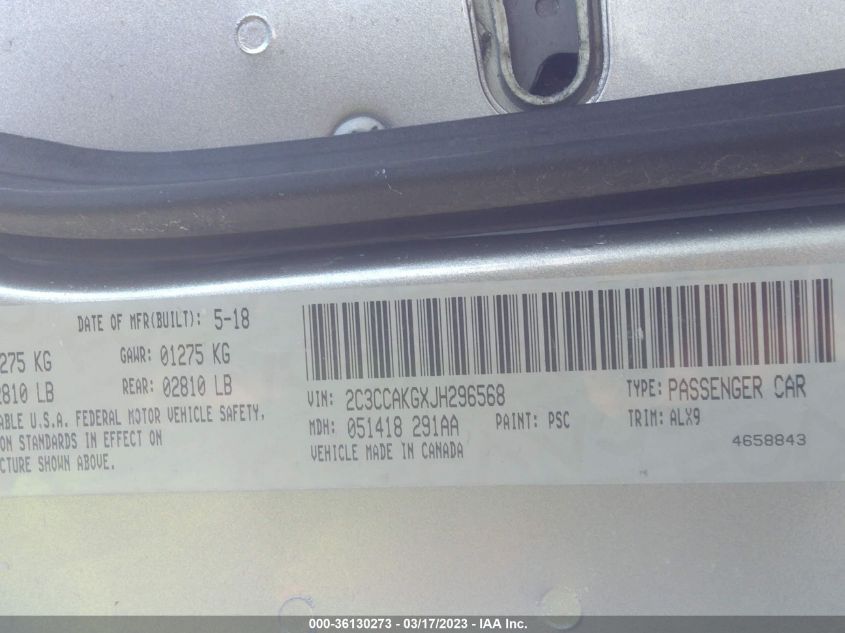 DATE OF MFR(BUILT): 5-18
275 KG GAWR: 01275 KG
2810 LB REAR: 02810 LB
ABLE U.S.A. FEDERAL MOTOR VEHICLE SAFETY,
ON STANDARDS IN EFFECT ON
CTURE SHOWN ABOVE.
VIN: 2C3CCAKGXJH296568 TYPE: PASSENGER CAR
MDH: 051418 291AA PAINT: PSC TRIM: ALX9
VEHICLE MADE IN CANADA 4658843
000-36130273 - 03/17/2023 - IAA Inc.